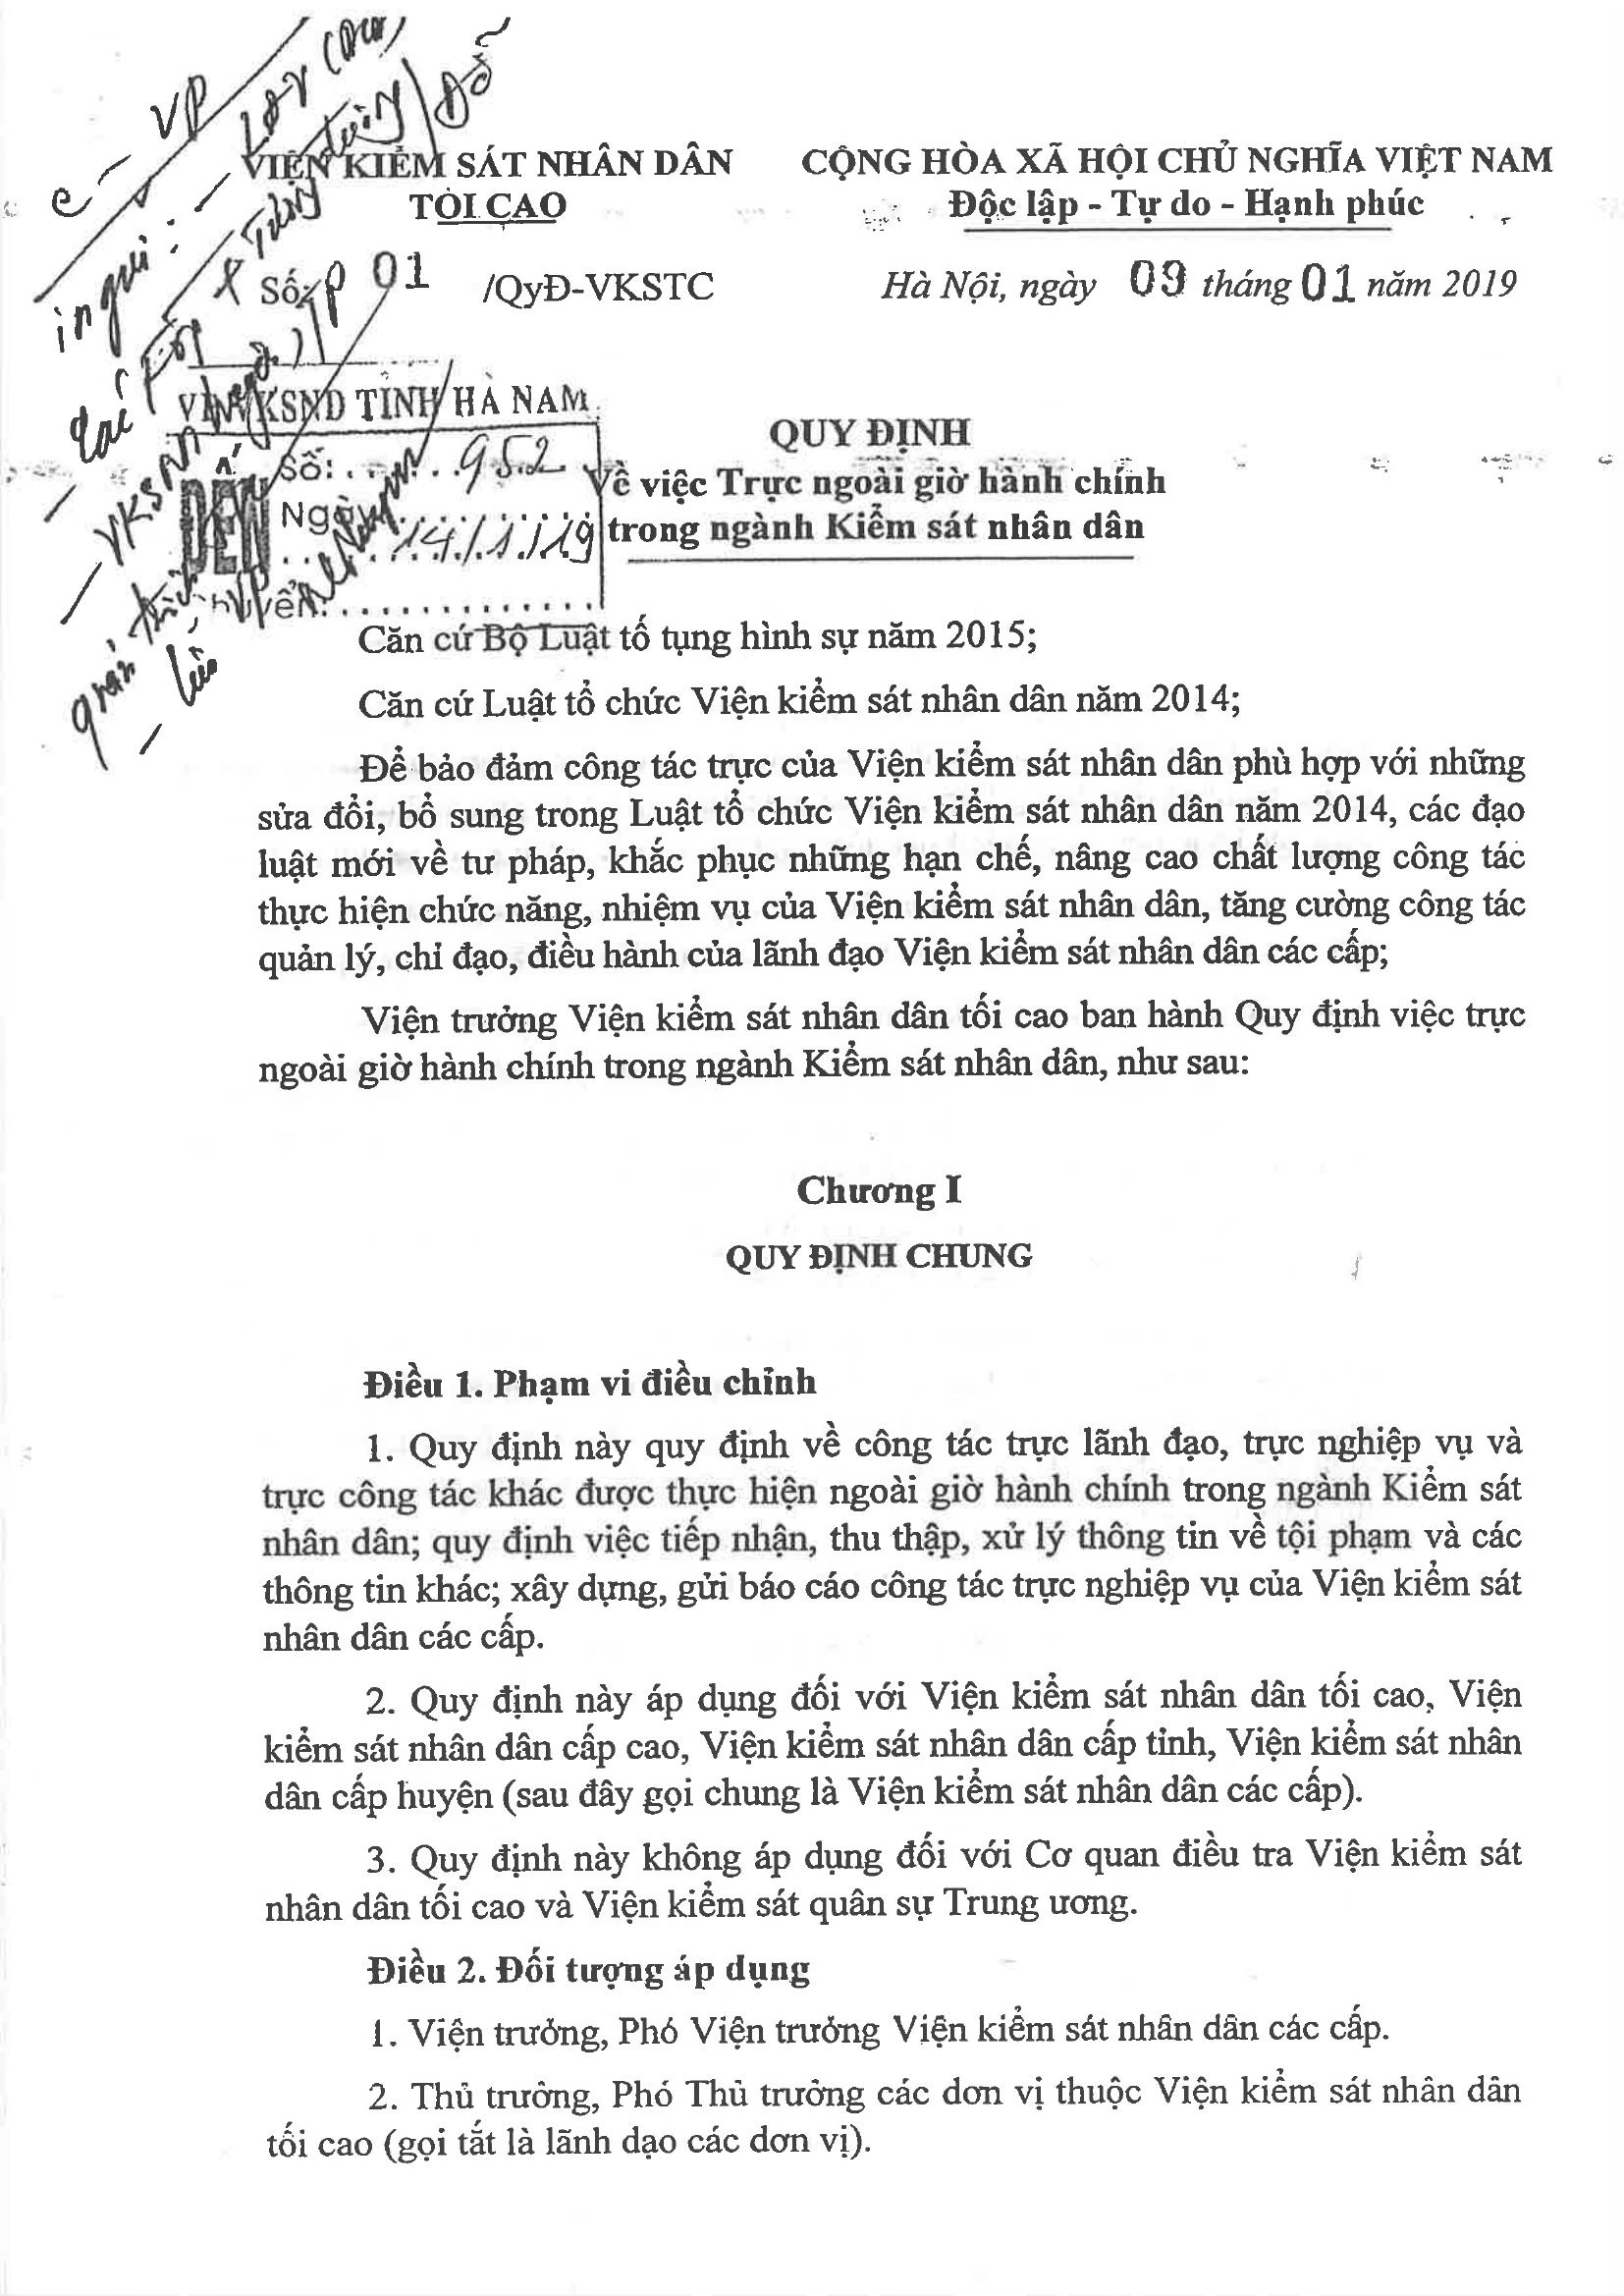 VIỆN KIỂM SÁT NHÂN DÂN
TỐI CAO
CỘNG HÒA XÃ HỘI CHỦ NGHĨA VIỆT NAM
Độc lập - Tự do - Hạnh phúc
Số: 01 /QyĐ-VKSTC
Hà Nội, ngày 09 tháng 01 năm 2019
VKSND TỈNH HÀ NAM
ĐẾN
Số: 952
Ngày: 14/1/19
QUY ĐỊNH
Về việc Trực ngoài giờ hành chính
trong ngành Kiểm sát nhân dân
Căn cứ Bộ Luật tố tụng hình sự năm 2015;
Căn cứ Luật tổ chức Viện kiểm sát nhân dân năm 2014;
Để bảo đảm công tác trực của Viện kiểm sát nhân dân phù hợp với những
sửa đổi, bổ sung trong Luật tổ chức Viện kiểm sát nhân dân năm 2014, các đạo
luật mới về tư pháp, khắc phục những hạn chế, nâng cao chất lượng công tác
thực hiện chức năng, nhiệm vụ của Viện kiểm sát nhân dân, tăng cường công tác
quản lý, chỉ đạo, điều hành của lãnh đạo Viện kiểm sát nhân dân các cấp;
Viện trưởng Viện kiểm sát nhân dân tối cao ban hành Quy định việc trực
ngoài giờ hành chính trong ngành Kiểm sát nhân dân, như sau:
Chương I
QUY ĐỊNH CHUNG
Điều 1. Phạm vi điều chỉnh
1. Quy định này quy định về công tác trực lãnh đạo, trực nghiệp vụ và
trực công tác khác được thực hiện ngoài giờ hành chính trong ngành Kiểm sát
nhân dân; quy định việc tiếp nhận, thu thập, xử lý thông tin về tội phạm và các
thông tin khác; xây dựng, gửi báo cáo công tác trực nghiệp vụ của Viện kiểm sát
nhân dân các cấp.
2. Quy định này áp dụng đối với Viện kiểm sát nhân dân tối cao, Viện
kiểm sát nhân dân cấp cao, Viện kiểm sát nhân dân cấp tỉnh, Viện kiểm sát nhân
dân cấp huyện (sau đây gọi chung là Viện kiểm sát nhân dân các cấp).
3. Quy định này không áp dụng đối với Cơ quan điều tra Viện kiểm sát
nhân dân tối cao và Viện kiểm sát quân sự Trung ương.
Điều 2. Đối tượng áp dụng
1. Viện trưởng, Phó Viện trưởng Viện kiểm sát nhân dân các cấp.
2. Thủ trưởng, Phó Thủ trưởng các đơn vị thuộc Viện kiểm sát nhân dân
tối cao (gọi tắt là lãnh đạo các đơn vị).